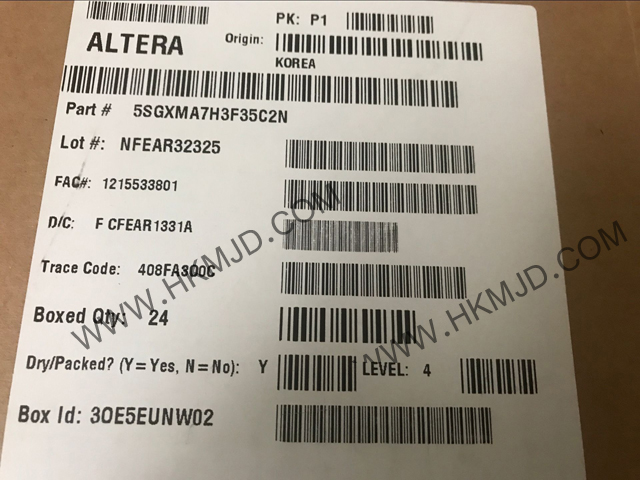 PK: P1
ALTERA
Origin:
KOREA
Part # 5SGXMA7H3F35C2N
Lot #: NFEAR32325
FAC#: 1215533801
D/C: F CFEAR1331A
Trace Code: 408FA300C
Boxed Qty: 24
Dry/Packed? (Y=Yes, N=No): Y LEVEL: 4
Box Id: 3OE5EUNW02
WWW.HKMJD.COM
WWW.HKMJD.COM